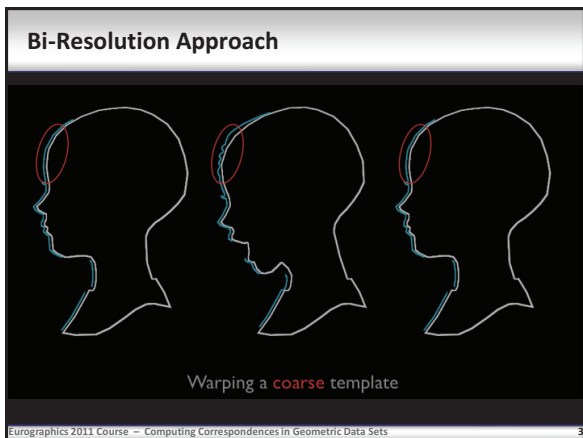 Bi-Resolution Approach
Warping a coarse template
Eurographics 2011 Course – Computing Correspondences in Geometric Data Sets 3